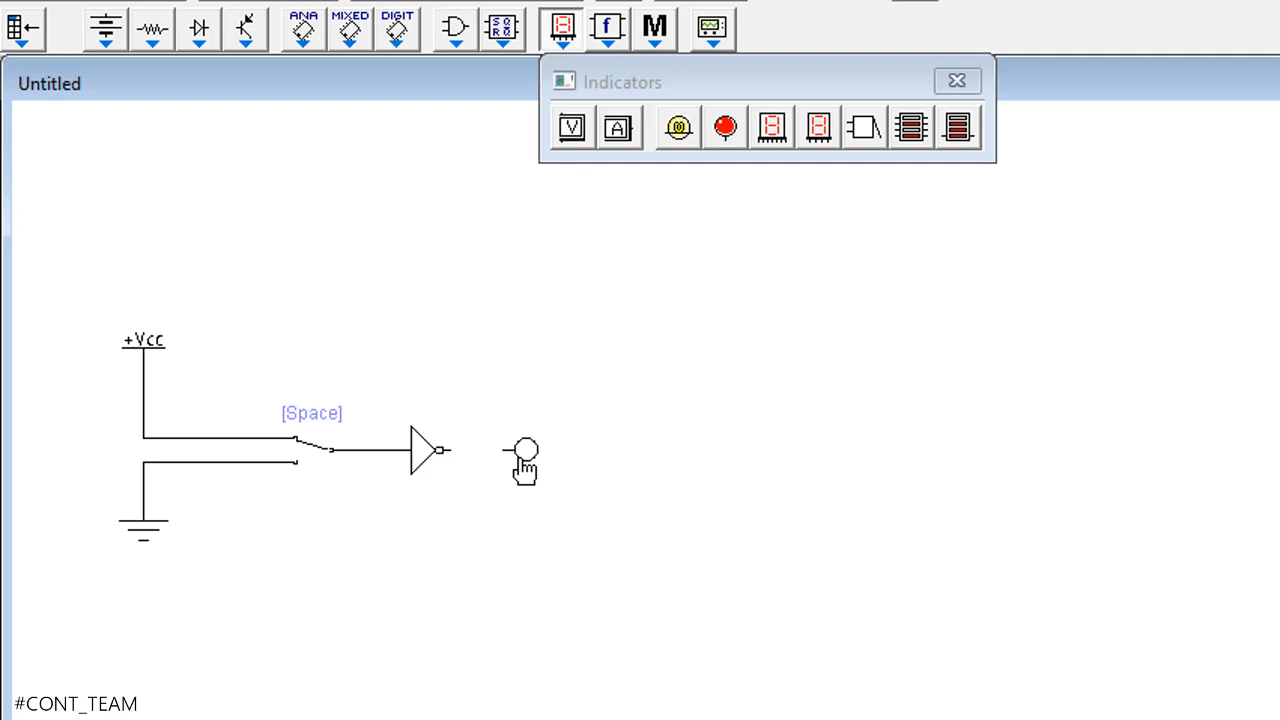 ANA MIXED DIGIT
f M
Untitled
Indicators
V A
+Vcc
[Space]
#CONT_TEAM